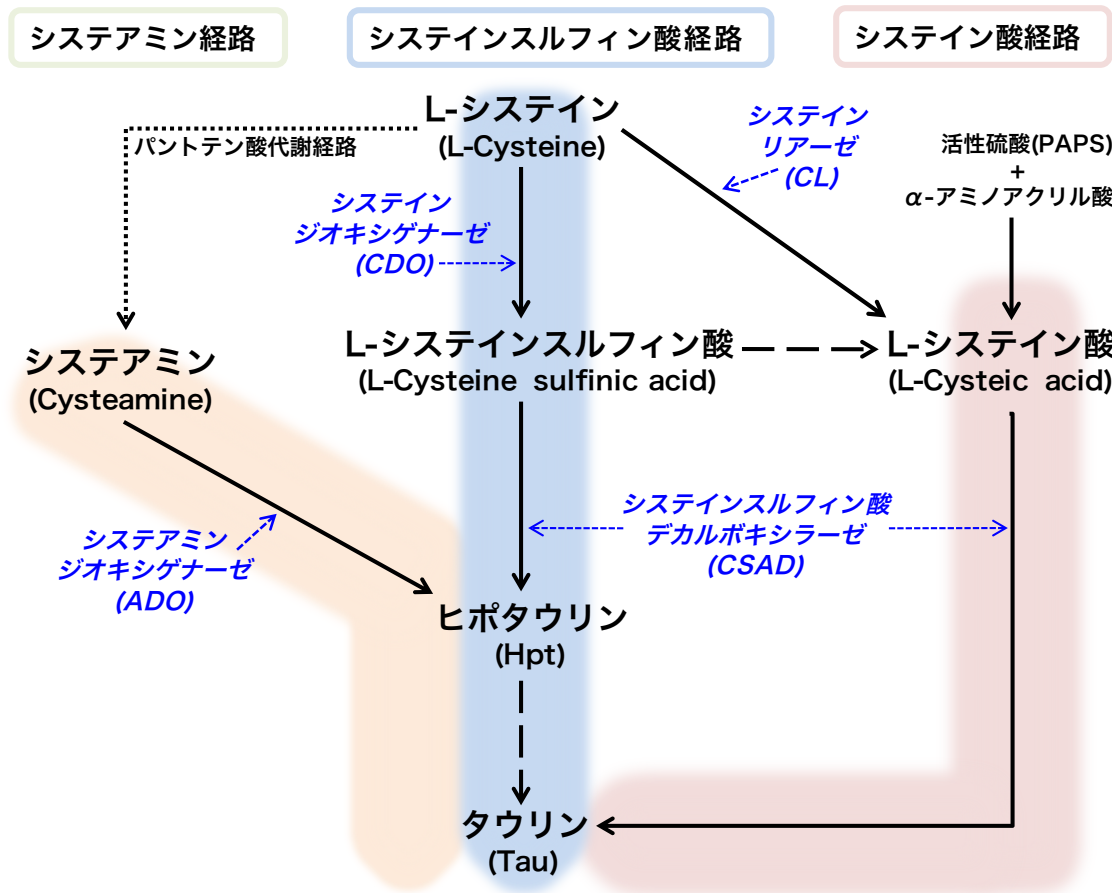 システアミン経路
システインスルフィン酸経路
システイン酸経路
L-システイン
(L-Cysteine)
パントテン酸代謝経路
システイン
リアーゼ
(CL)
活性硫酸(PAPS)
+
α-アミノアクリル酸
システイン
ジオキシゲナーゼ
(CDO)
システアミン
(Cysteamine)
L-システインスルフィン酸
(L-Cysteine sulfinic acid)
L-システイン酸
(L-Cysteic acid)
システアミン
ジオキシゲナーゼ
(ADO)
システインスルフィン酸
デカルボキシラーゼ
(CSAD)
ヒポタウリン
(Hpt)
タウリン
(Tau)